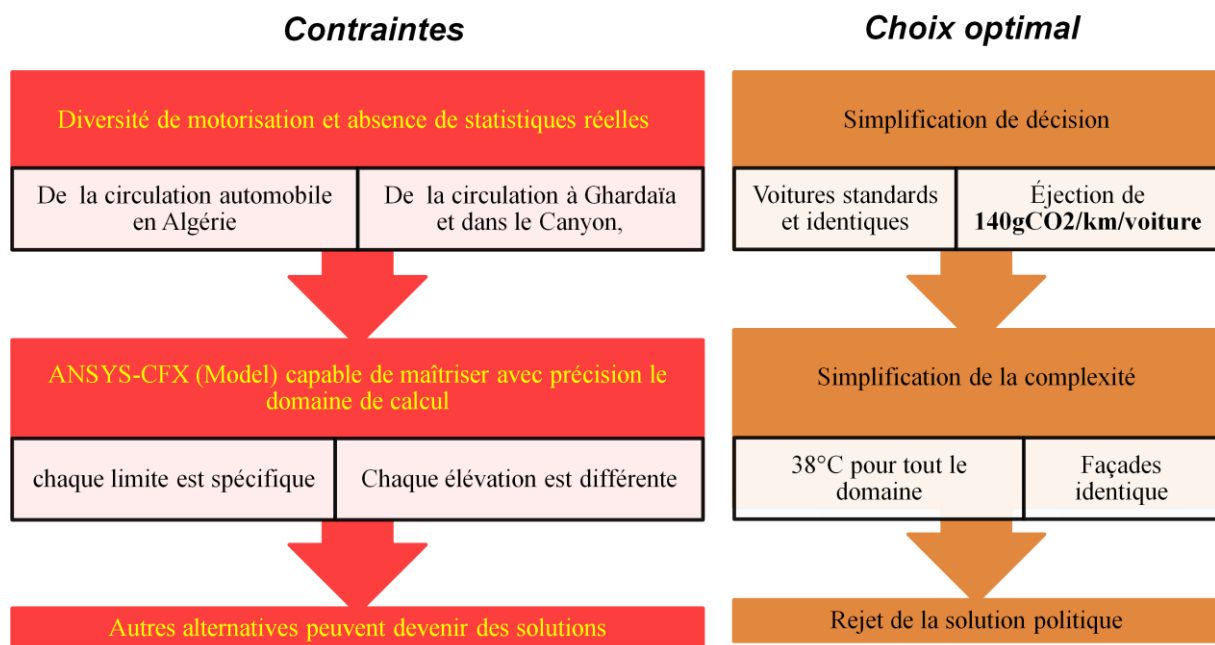 Contraintes
Diversité de motorisation et absence de statistiques réelles
De la circulation automobile
en Algérie
De la circulation à Ghardaïa
et dans le Canyon,
ANSYS-CFX (Model) capable de maîtriser avec précision le
domaine de calcul
chaque limite est spécifique
Chaque élévation est différente
Autres alternatives peuvent devenir des solutions
Choix optimal
Simplification de décision
Voitures standards
et identiques
Éjection de
140gCO2/km/voiture
Simplification de la complexité
38°C pour tout le
domaine
Façades
identique
Rejet de la solution politique